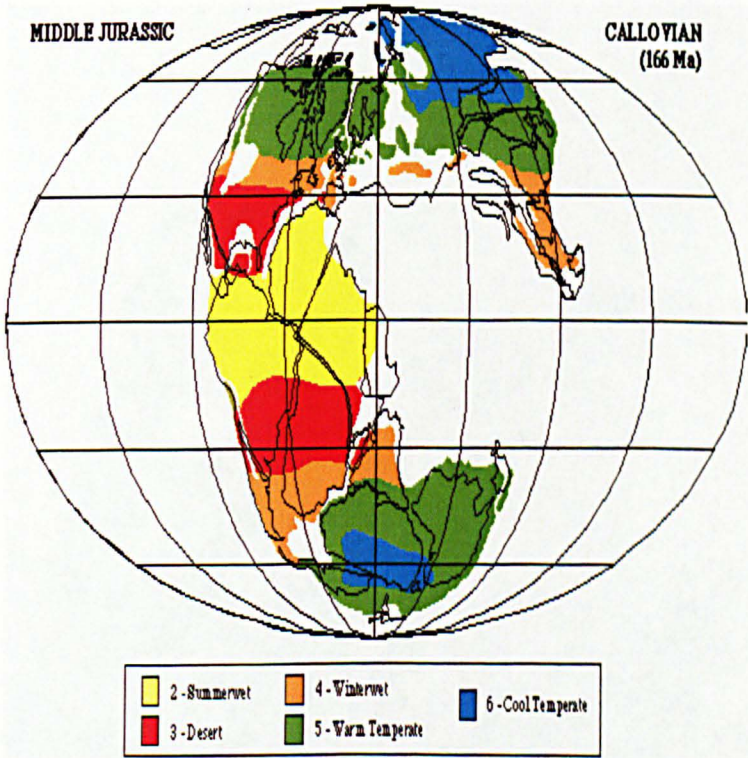 MIDDLE JURASSIC
CALLOVIAN
(166 Ma)
2 - Summerwet
4 - Winterwet
6 - Cool Temperate
3 - Desert
5 - Warm Temperate